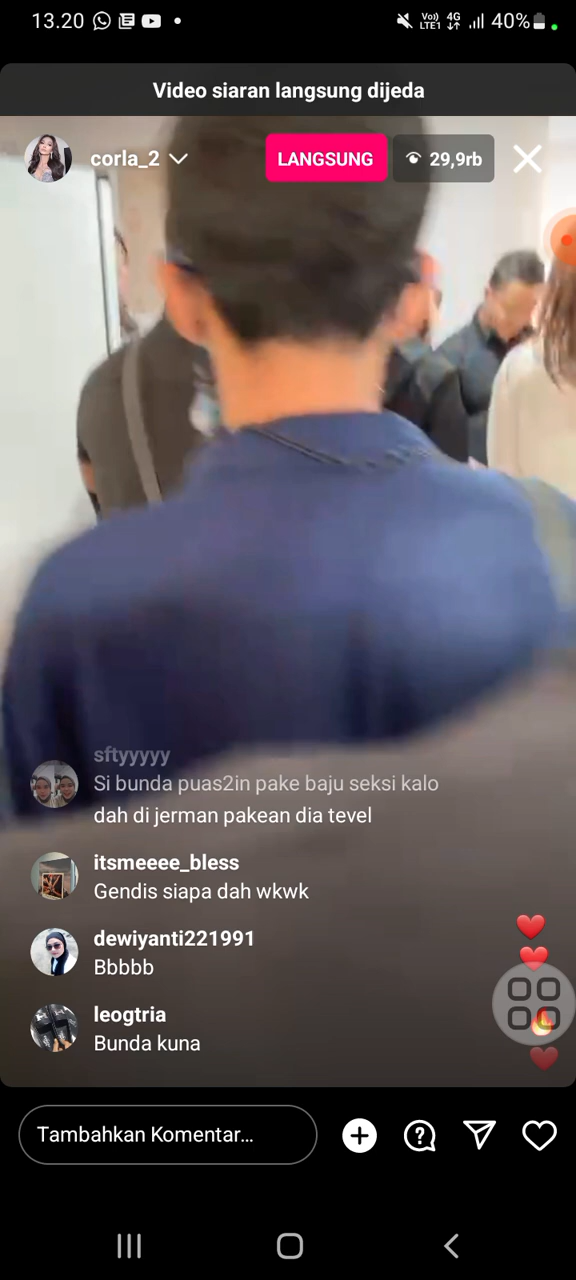 13.20
Vo))
LTE1
4G
40%
Video siaran langsung dijeda
corla_2
LANGSUNG
29,9rb
sftyyyyy
Si bunda puas2in pake baju seksi kalo
dah di jerman pakean dia tevel
itsmeeee_bless
Gendis siapa dah wkwk
dewiyanti221991
Bbbbb
leogtria
Bunda kuna
Tambahkan Komentar...